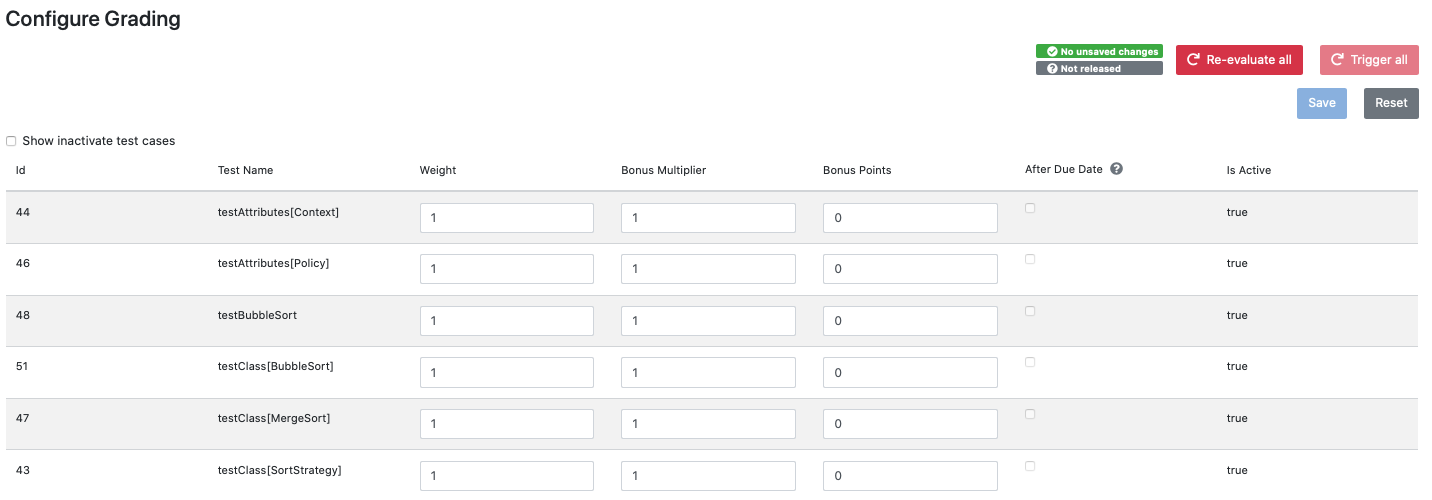 Configure Grading
No unsaved changes
Re-evaluate all
Trigger all
Not released
Save
Reset
Show inactivate test cases
Id Test Name Weight Bonus Multiplier Bonus Points After Due Date Is Active
44 testAttributes[Context] 1 1 0 true
46 testAttributes[Policy] 1 1 0 true
48 testBubbleSort 1 1 0 true
51 testClass[BubbleSort] 1 1 0 true
47 testClass[MergeSort] 1 1 0 true
43 testClass[SortStrategy] 1 1 0 true